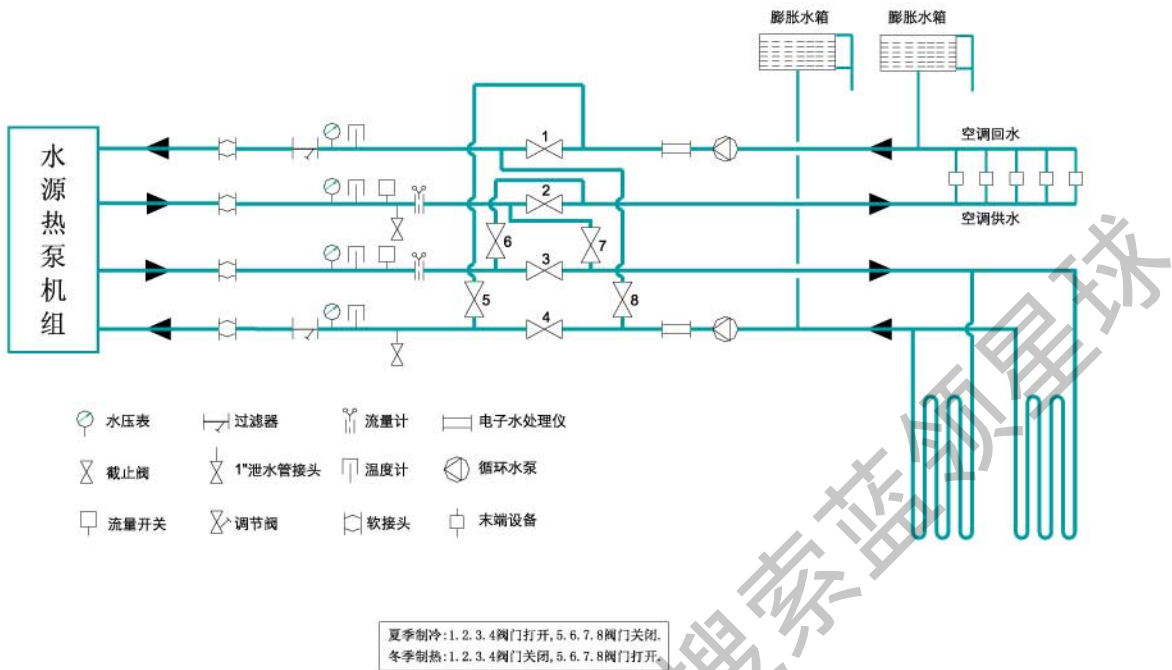 膨胀水箱
膨胀水箱
水源热泵机组
空调回水
空调供水
1
2
6
7
3
5
8
4
水压表
过滤器
流量计
电子水处理仪
截止阀
1"泄水管接头
温度计
循环水泵
流量开关
调节阀
软接头
末端设备
夏季制冷:1.2.3.4阀门打开,5.6.7.8阀门关闭.
冬季制热:1.2.3.4阀门关闭,5.6.7.8阀门打开.
搜索蓝领星球